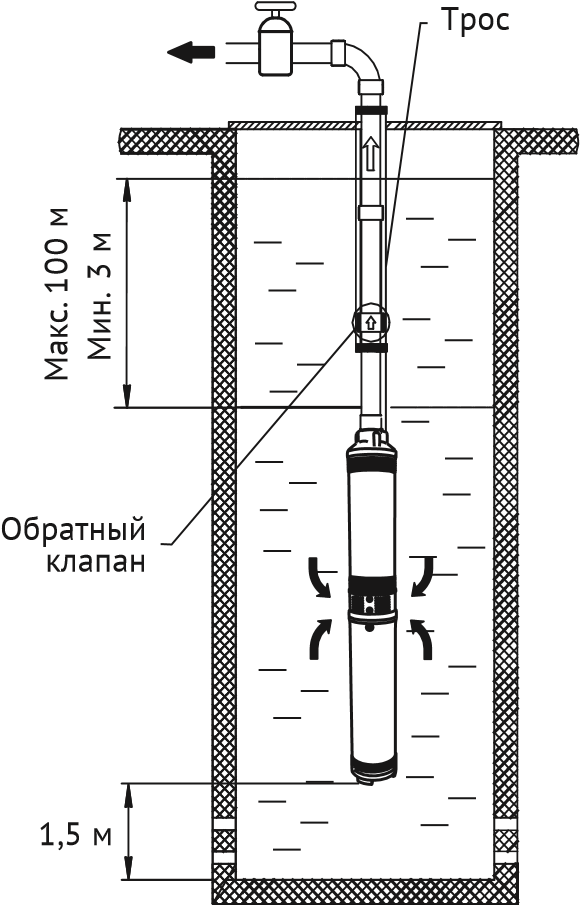 Трос
Макс. 100 м
Мин. 3 м
Обратный
клапан
1,5 м